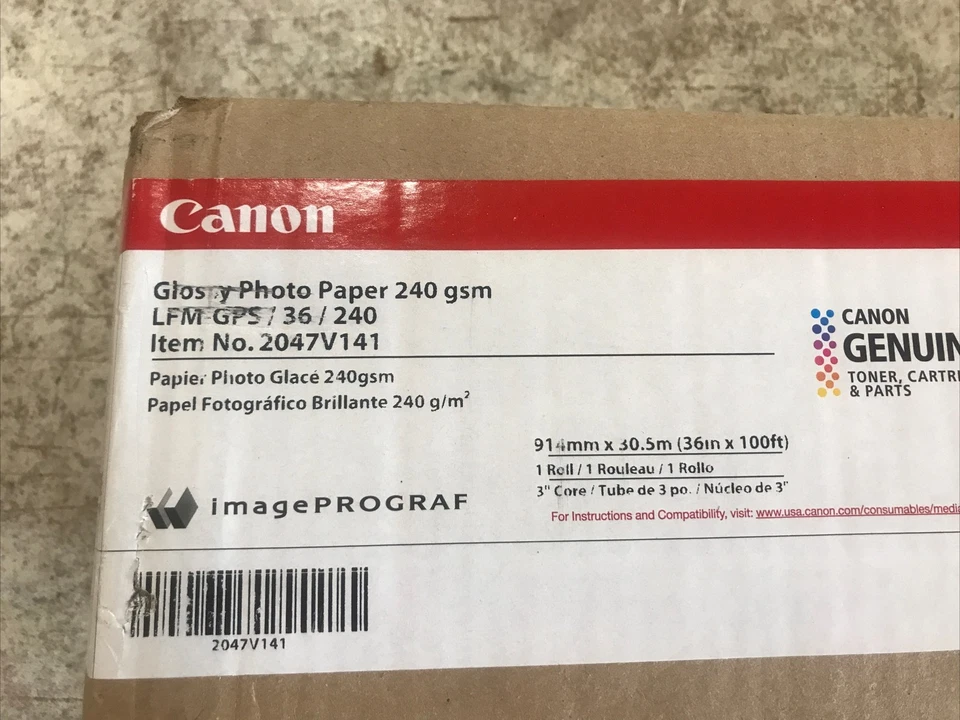 Canon
Glossy Photo Paper 240 gsm
LFM GPS / 36 / 240
Item No. 2047V141
Papier Photo Glacé 240gsm
Papel Fotográfico Brillante 240 g/m²
CANON
GENUIN
TONER, CARTRI
& PARTS
914mm x 30.5m (36in x 100ft)
1 Roll / 1 Rouleau / 1 Rollo
3" Core / Tube de 3 po. / Núcleo de 3"
imagePROGRAF
For Instructions and Compatibility, visit: www.usa.canon.com/consumables/media
2047V141